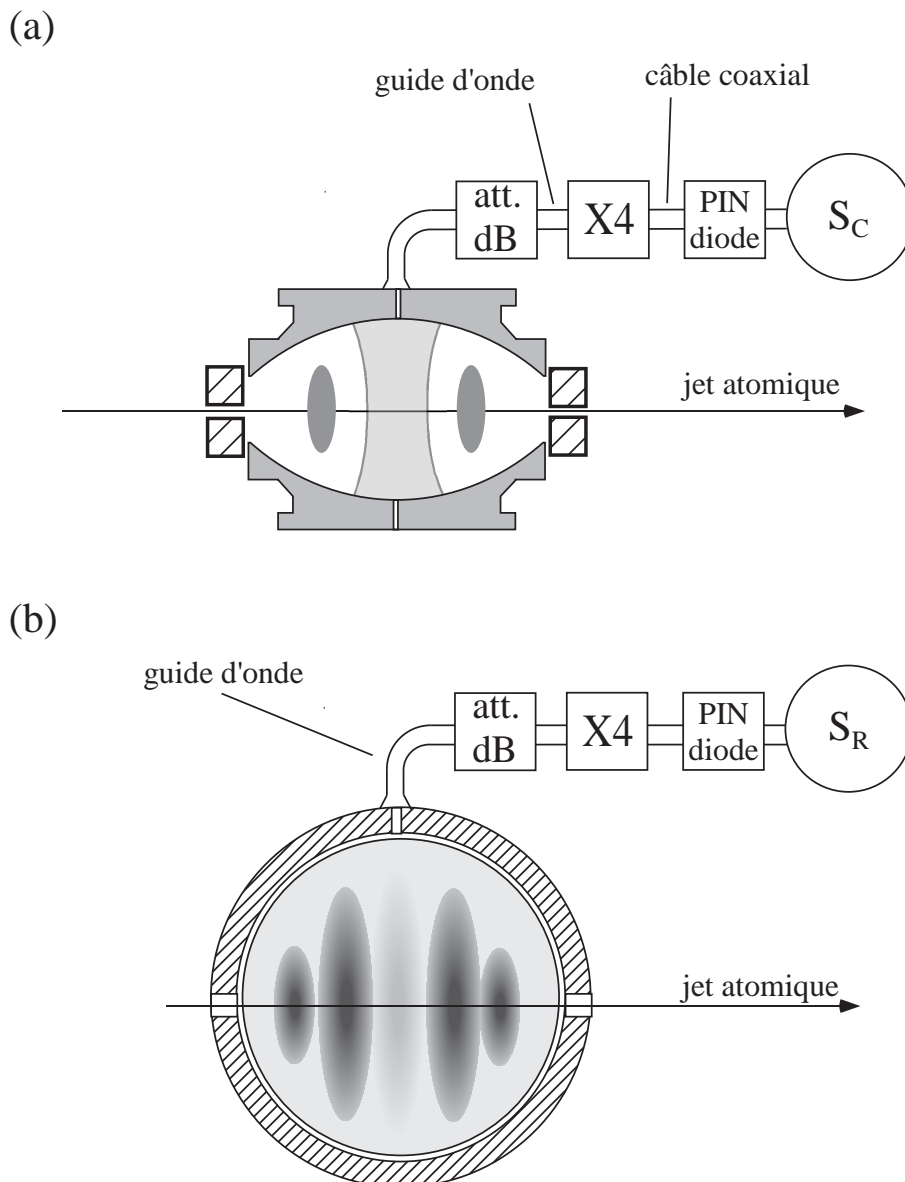 (a)
guide d'onde
câble coaxial
att.
dB
X4
PIN
diode
S_C
jet atomique
(b)
guide d'onde
att.
dB
X4
PIN
diode
S_R
jet atomique